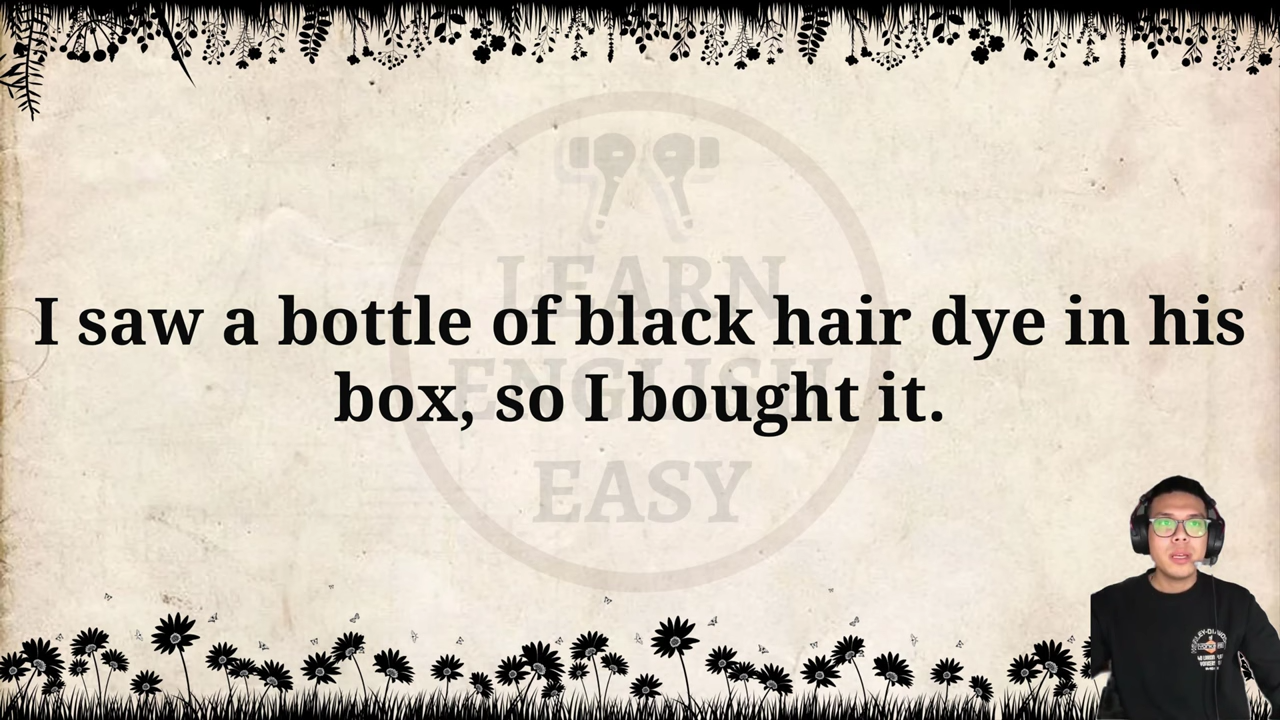 LEARN
I saw a bottle of black hair dye in his
ENGLISH
box, so I bought it.
EASY